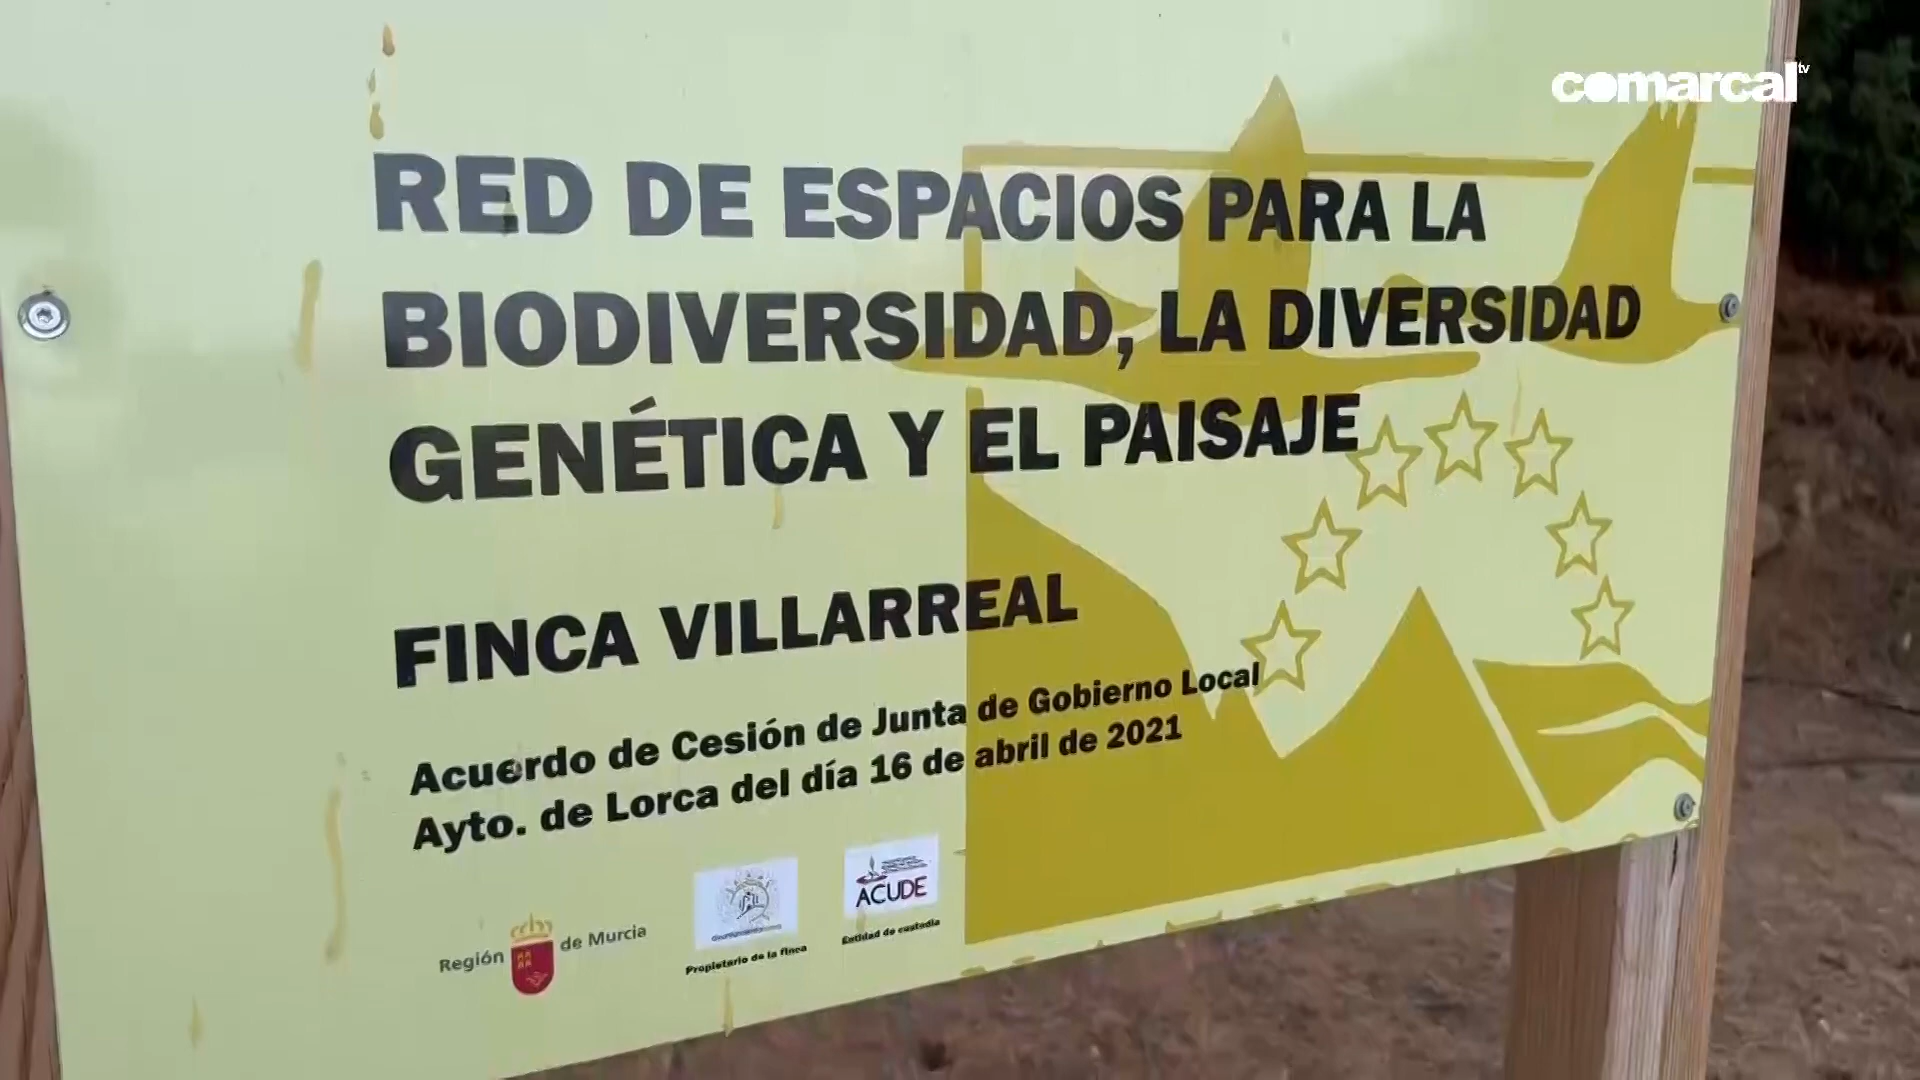 comarcal tv
RED DE ESPACIOS PARA LA
BIODIVERSIDAD, LA DIVERSIDAD
GENÉTICA Y EL PAISAJE
FINCA VILLARREAL
Acuerdo de Cesión de Junta de Gobierno Local
Ayto. de Lorca del día 16 de abril de 2021
Región de Murcia
Propietario de la finca
ACUDE
Entidad de custodia